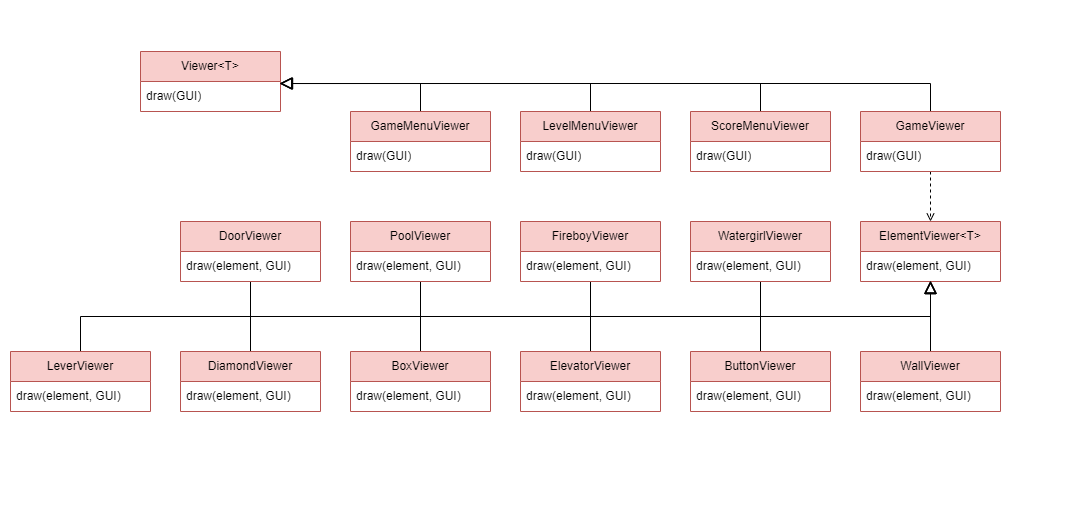 Viewer<T>
draw(GUI)
GameMenuViewer
draw(GUI)
LevelMenuViewer
draw(GUI)
ScoreMenuViewer
draw(GUI)
GameViewer
draw(GUI)
DoorViewer
draw(element, GUI)
PoolViewer
draw(element, GUI)
FireboyViewer
draw(element, GUI)
WatergirlViewer
draw(element, GUI)
ElementViewer<T>
draw(element, GUI)
LeverViewer
draw(element, GUI)
DiamondViewer
draw(element, GUI)
BoxViewer
draw(element, GUI)
ElevatorViewer
draw(element, GUI)
ButtonViewer
draw(element, GUI)
WallViewer
draw(element, GUI)